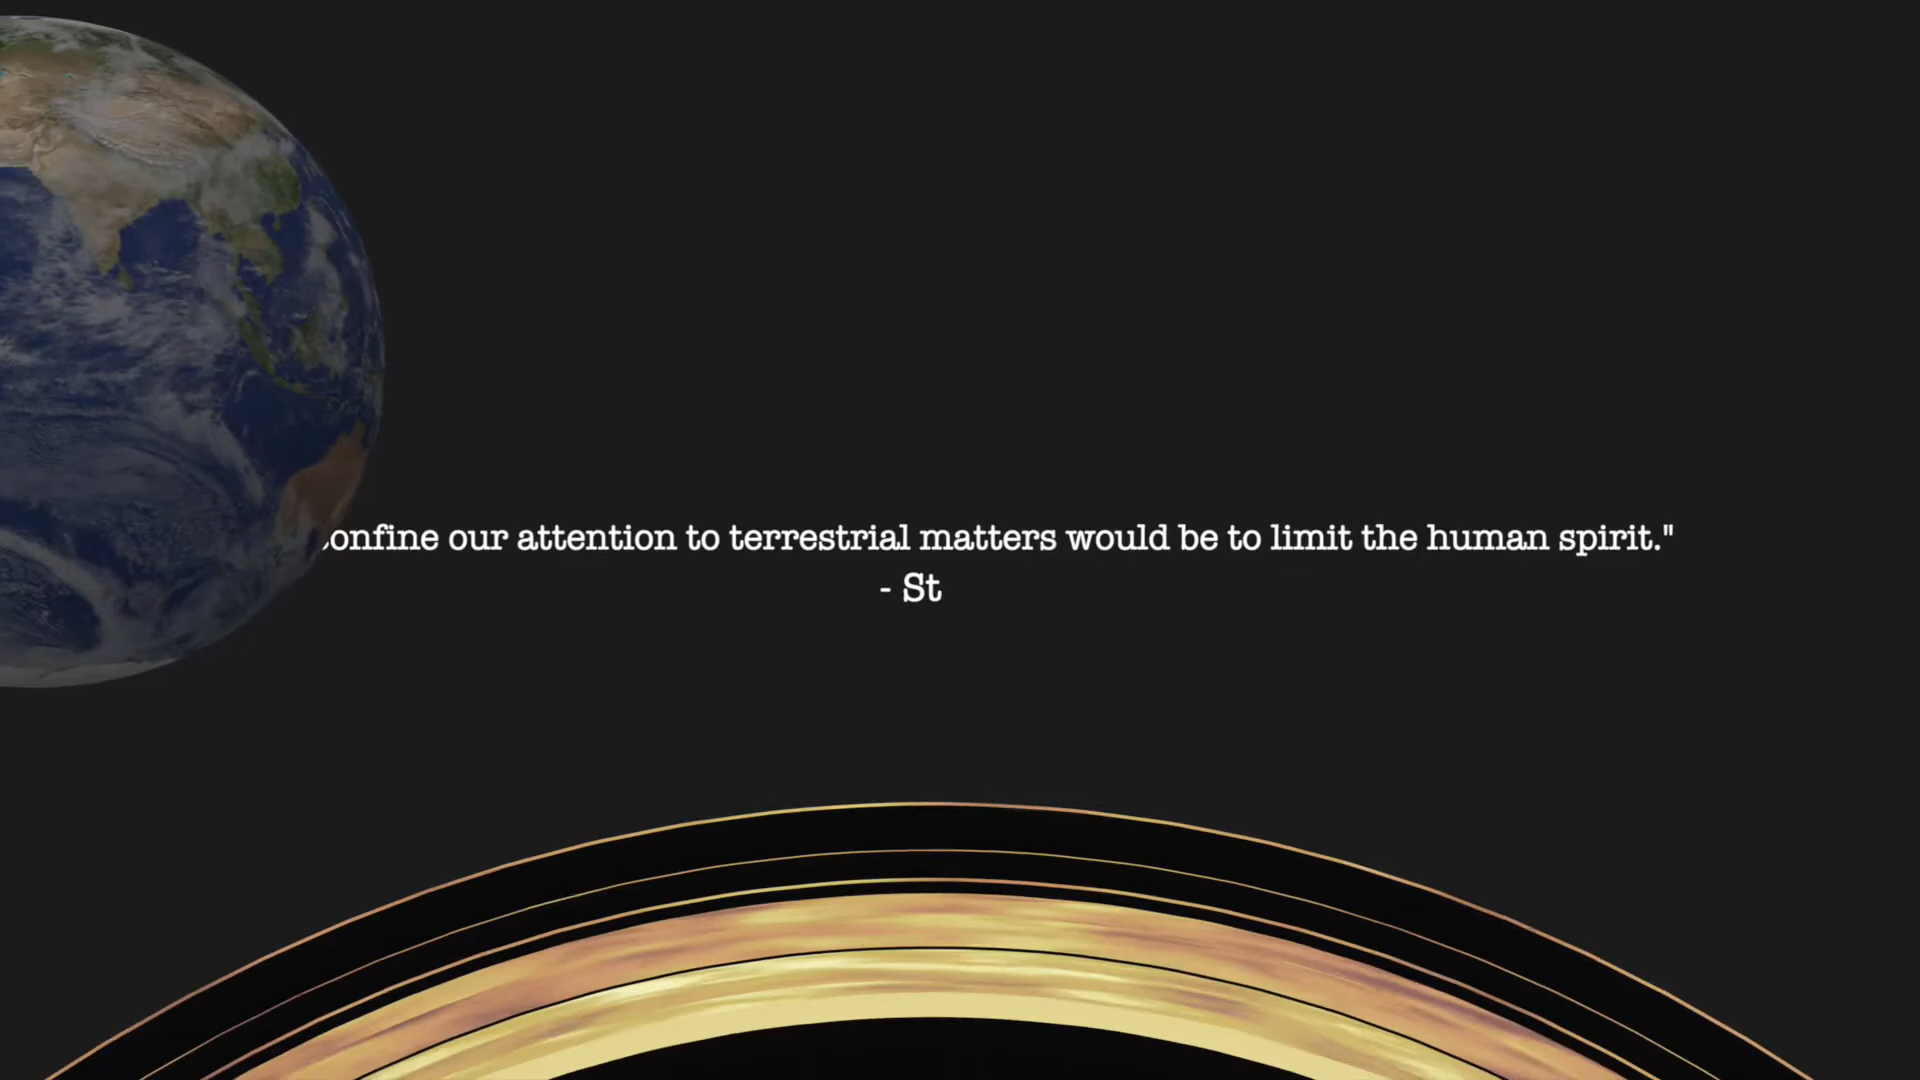 onfine our attention to terrestrial matters would be to limit the human spirit."
- St